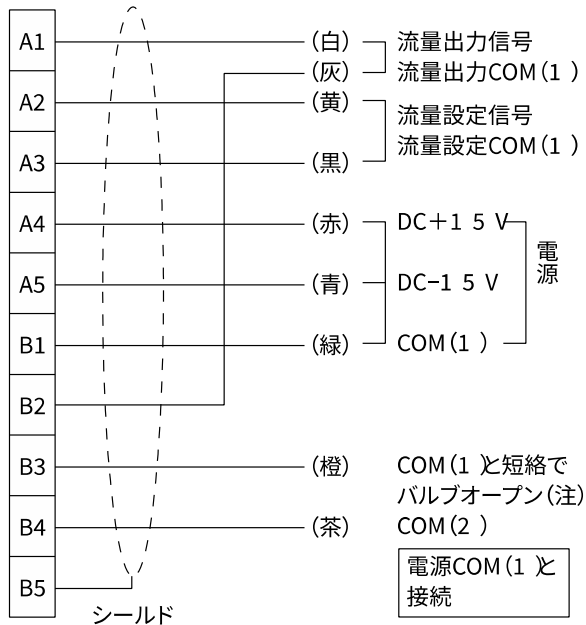 A1 (白) 流量出力信号
(灰) 流量出力COM(1)
A2 (黄) 流量設定信号
A3 (黒) 流量設定COM(1)
A4 (赤) DC+15V
電源
A5 (青) DC-15V
B1 (緑) COM(1)
B2
B3 (橙) COM(1)と短絡で
バルブオープン(注)
B4 (茶) COM(2)
電源COM(1)と
接続
B5
シールド